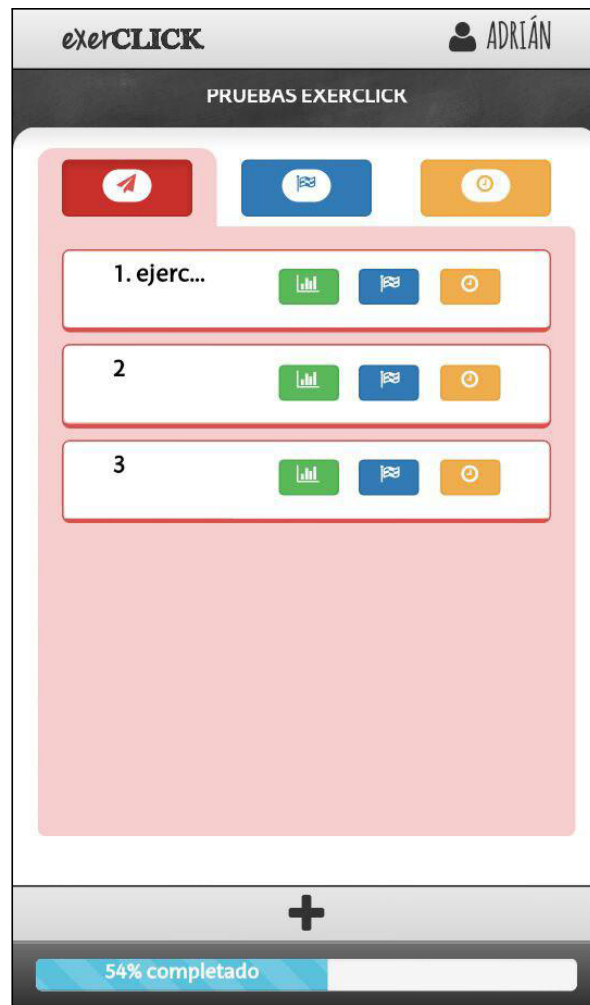 exerCLICK ADRIÁN
PRUEBAS EXERCLICK
1. ejerc...
2
3
54% completado